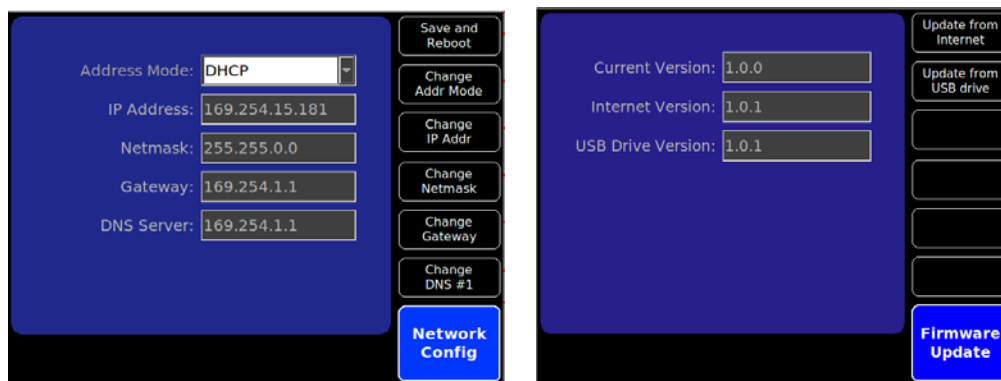 Address Mode: DHCP
IP Address: 169.254.15.181
Netmask: 255.255.0.0
Gateway: 169.254.1.1
DNS Server: 169.254.1.1
Save and
Reboot
Change
Addr Mode
Change
IP Addr
Change
Netmask
Change
Gateway
Change
DNS #1
Network
Config
Current Version: 1.0.0
Internet Version: 1.0.1
USB Drive Version: 1.0.1
Update from
Internet
Update from
USB drive
Firmware
Update